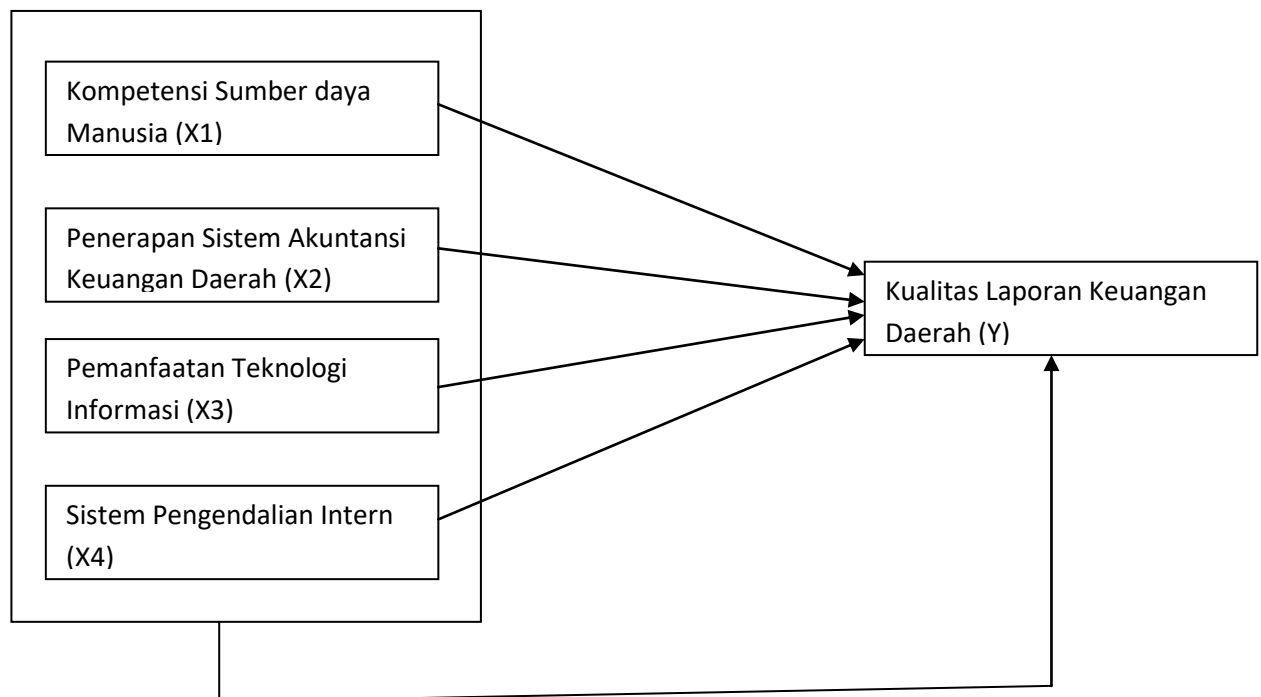 Kompetensi Sumber daya
Manusia (X1)
Penerapan Sistem Akuntansi
Keuangan Daerah (X2)
Pemanfaatan Teknologi
Informasi (X3)
Sistem Pengendalian Intern
(X4)
Kualitas Laporan Keuangan
Daerah (Y)